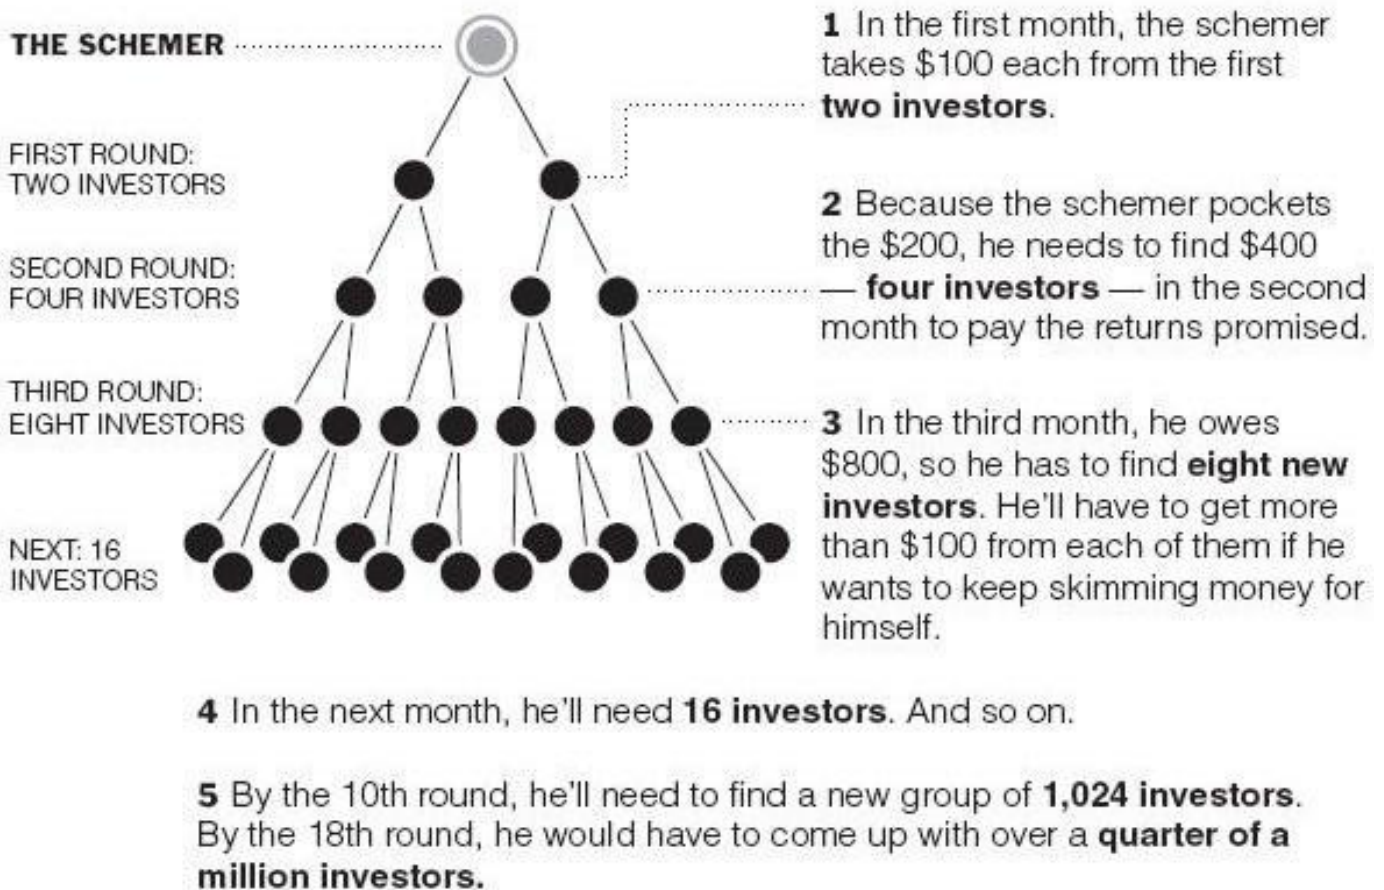 THE SCHEMER
FIRST ROUND:
TWO INVESTORS
SECOND ROUND:
FOUR INVESTORS
THIRD ROUND:
EIGHT INVESTORS
NEXT: 16
INVESTORS
1 In the first month, the schemer
takes $100 each from the first
two investors.
2 Because the schemer pockets
the $200, he needs to find $400
— four investors — in the second
month to pay the returns promised.
3 In the third month, he owes
$800, so he has to find eight new
investors. He’ll have to get more
than $100 from each of them if he
wants to keep skimming money for
himself.
4 In the next month, he’ll need 16 investors. And so on.
5 By the 10th round, he’ll need to find a new group of 1,024 investors.
By the 18th round, he would have to come up with over a quarter of a
million investors.